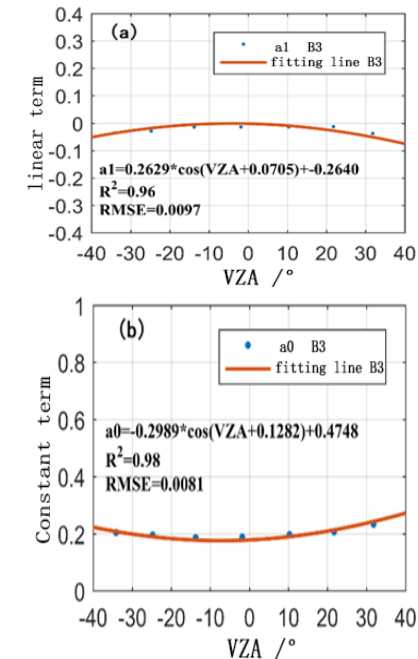 (a)
a1 B3
fitting line B3
0.4
0.3
0.2
0.1
0
-0.1
-0.2
-0.3
-0.4
linear term
a1=0.2629*cos(VZA+0.0705)+-0.2640
R²=0.96
RMSE=0.0097
-40 -30 -20 -10 0 10 20 30 40
VZA /°
(b)
a0 B3
fitting line B3
1
0.8
0.6
0.4
0.2
0
Constant term
a0=-0.2989*cos(VZA+0.1282)+0.4748
R²=0.98
RMSE=0.0081
-40 -30 -20 -10 0 10 20 30 40
VZA /°